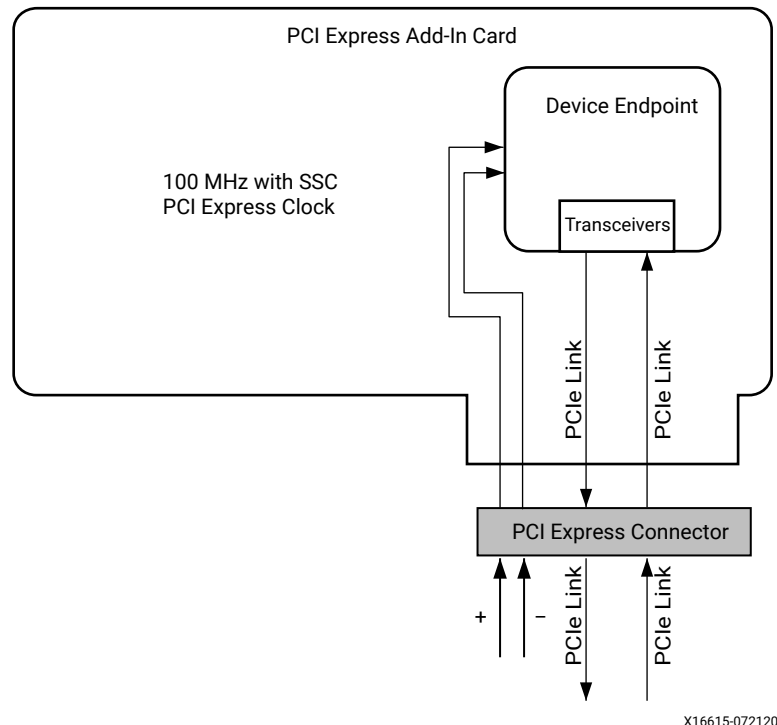 PCI Express Add-In Card
Device Endpoint
100 MHz with SSC
PCI Express Clock
Transceivers
PCIe Link
PCIe Link
PCI Express Connector
+
–
PCIe Link
PCIe Link
X16615-072120